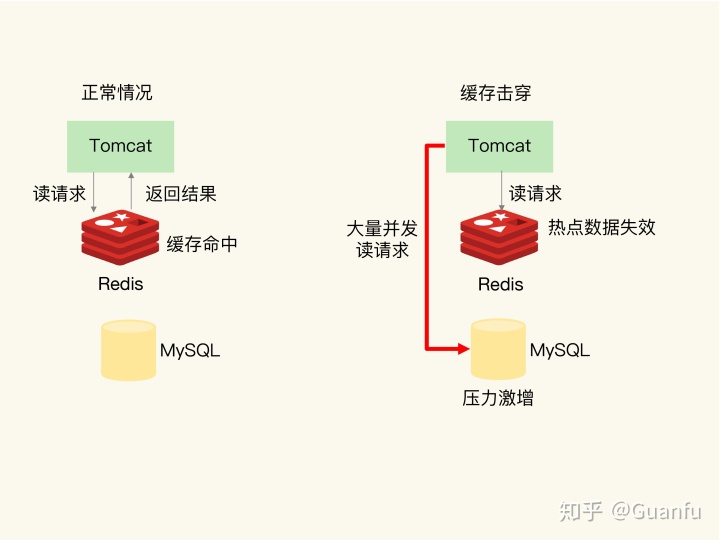 正常情况
Tomcat
读请求
返回结果
缓存命中
Redis
MySQL
缓存击穿
Tomcat
读请求
大量并发
读请求
热点数据失效
Redis
MySQL
压力激增
知乎 @Guanfu